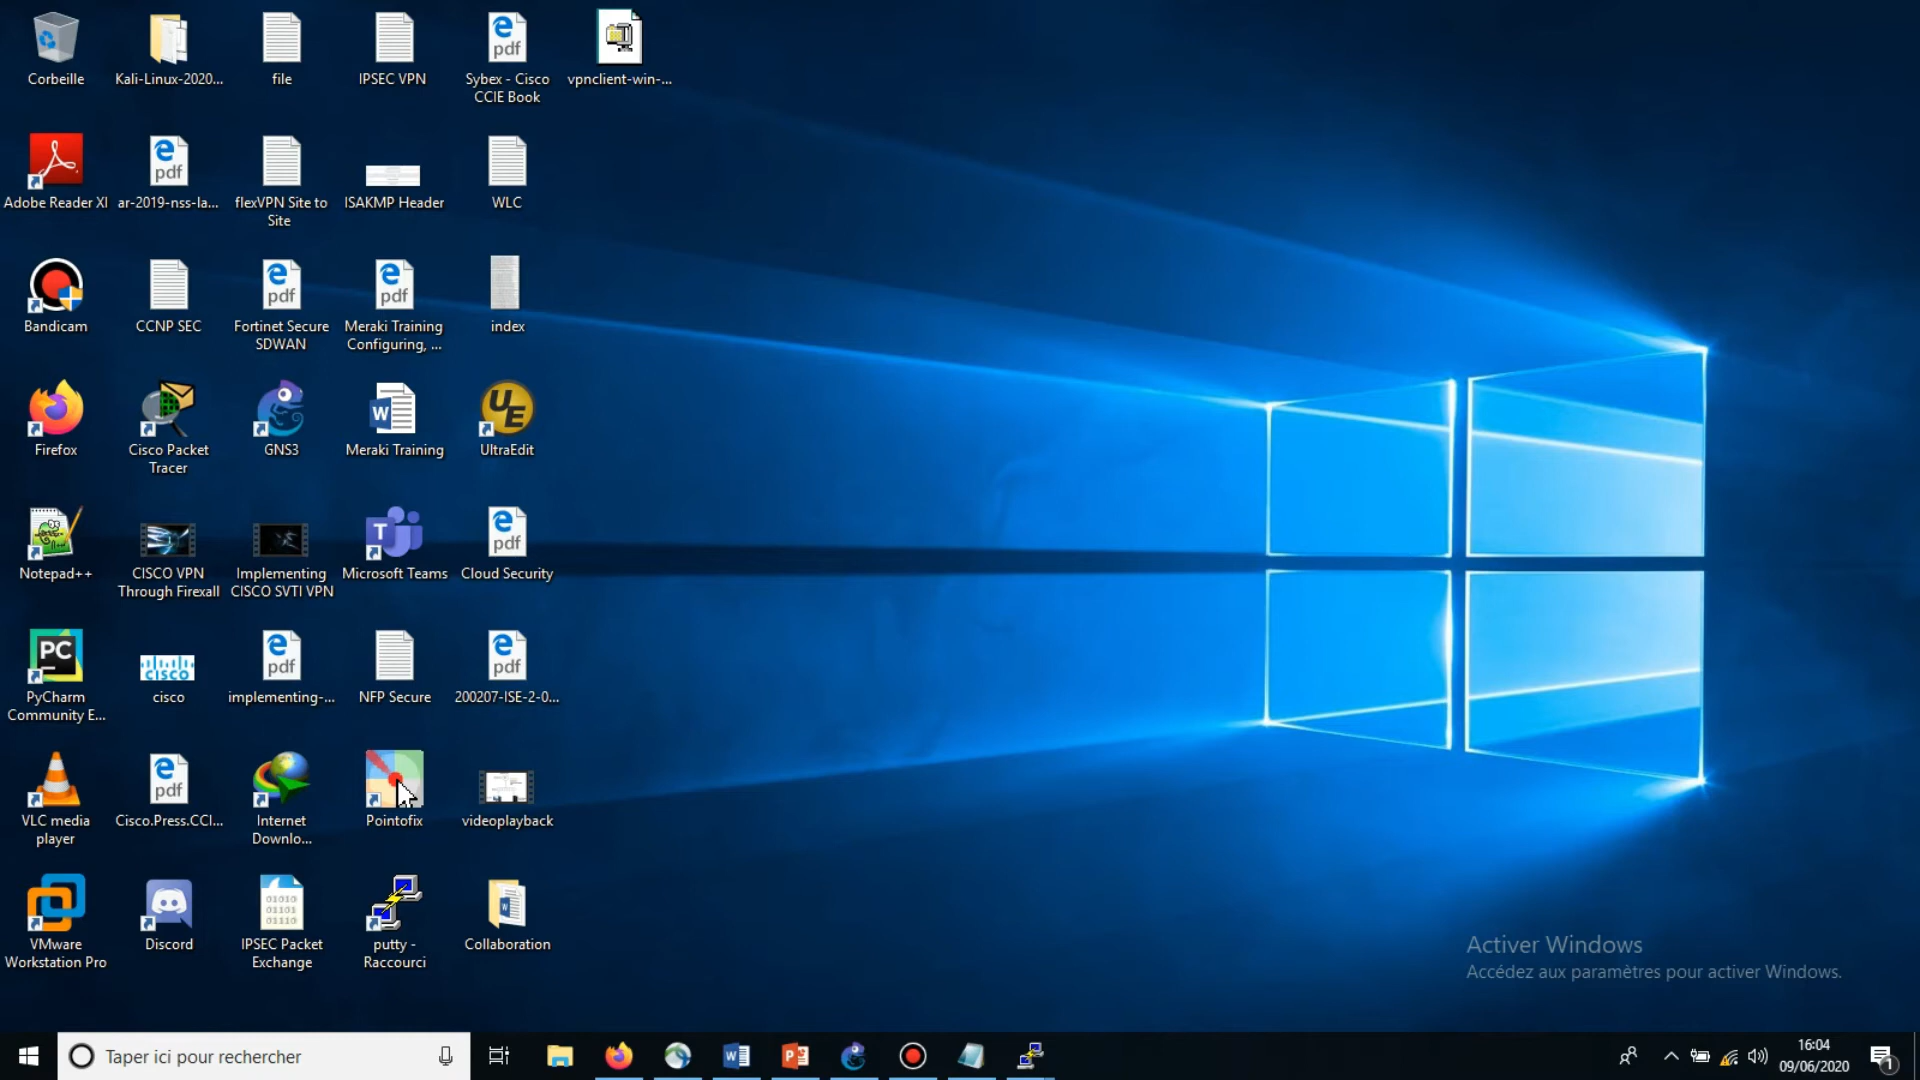 Corbeille
Kali-Linux-2020...
file
IPSEC VPN
Sybex - Cisco
CCIE Book
vpnclient-win-...
Adobe Reader XI
ar-2019-nss-la...
flexVPN Site to
Site
ISAKMP Header
WLC
Bandicam
CCNP SEC
Fortinet Secure
SDWAN
Meraki Training
Configuring, ...
index
Firefox
Cisco Packet
Tracer
GNS3
Meraki Training
UltraEdit
Notepad++
CISCO VPN
Through Firexall
Implementing
CISCO SVTI VPN
Microsoft Teams
Cloud Security
PyCharm
Community E...
cisco
implementing-...
NFP Secure
200207-ISE-2-0...
VLC media
player
Cisco.Press.CCI...
Internet
Downlo...
Pointofix
videoplayback
VMware
Workstation Pro
Discord
IPSEC Packet
Exchange
putty -
Raccourci
Collaboration
Activer Windows
Accédez aux paramètres pour activer Windows.
Taper ici pour rechercher
16:04
09/06/2020
1